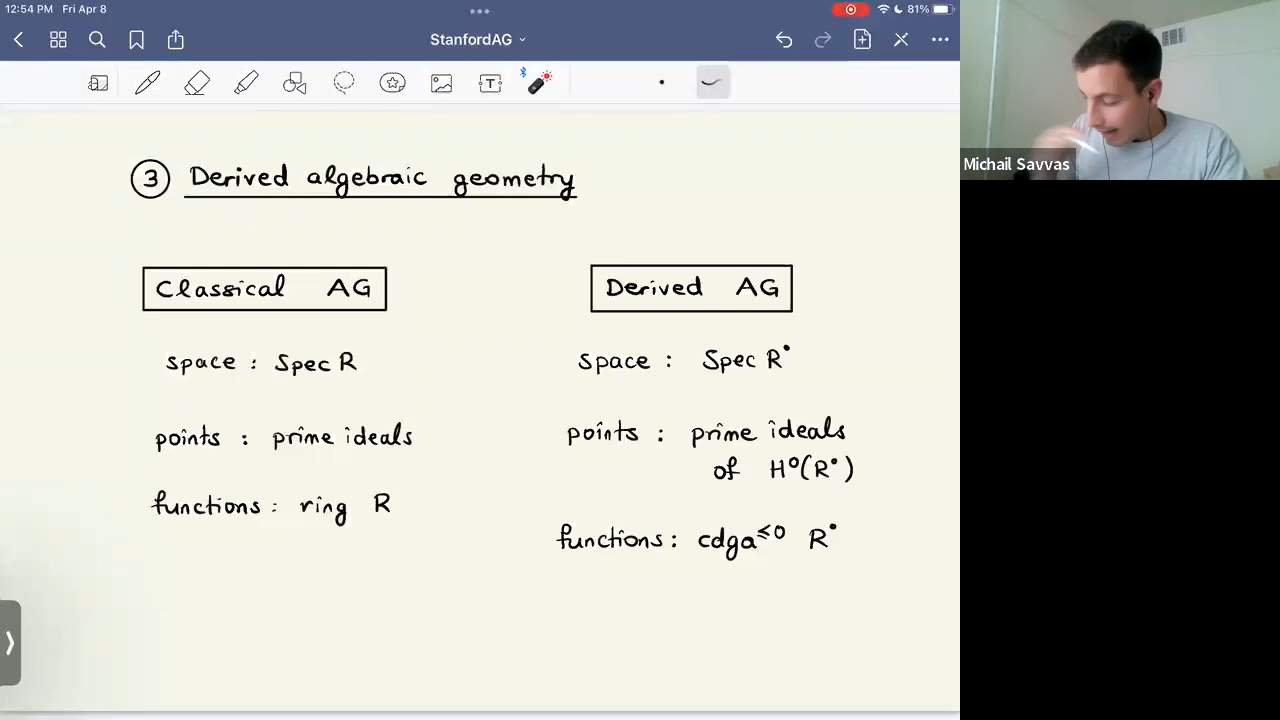 12:54 PM Fri Apr 8
81%
StanfordAG
Michail Savvas
③ Derived algebraic geometry
Classical AG
space : Spec R
points : prime ideals
functions : ring R
Derived AG
space : Spec R•
points : prime ideals
of H⁰(R•)
functions : cdga≤0 R•